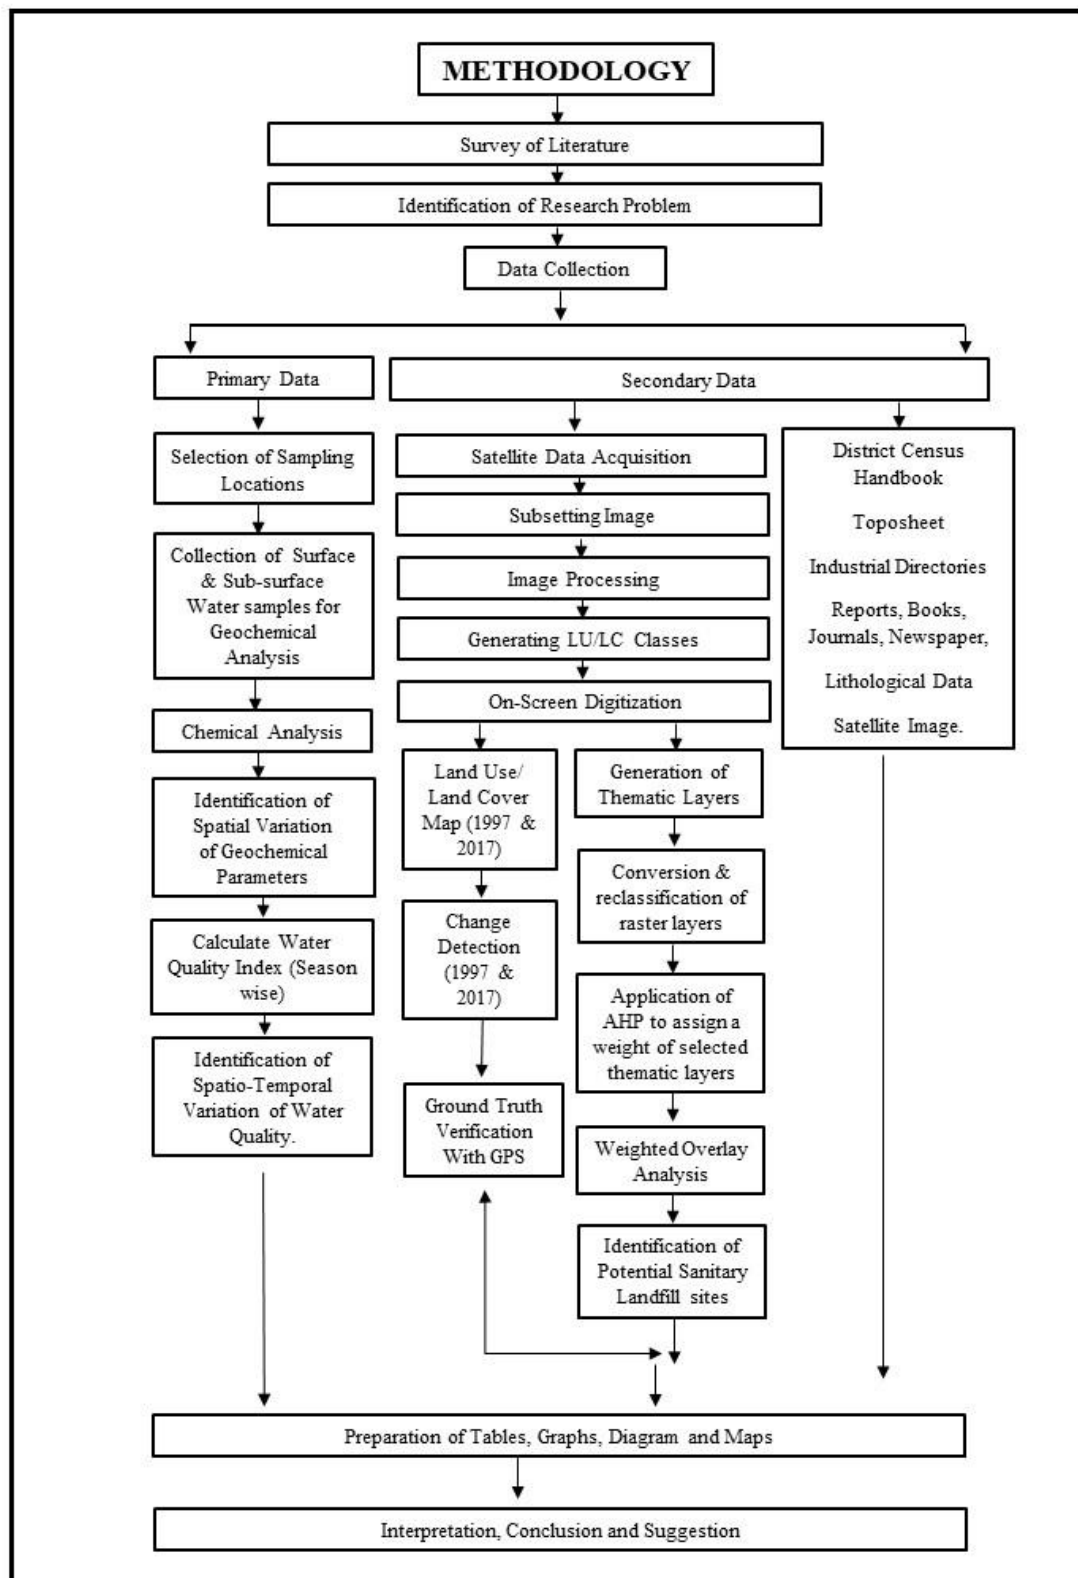 METHODOLOGY
Survey of Literature
Identification of Research Problem
Data Collection
Primary Data
Secondary Data
Selection of Sampling
Locations
Collection of Surface
& Sub-surface
Water samples for
Geochemical
Analysis
Chemical Analysis
Identification of
Spatial Variation
of Geochemical
Parameters
Calculate Water
Quality Index (Season
wise)
Identification of
Spatio-Temporal
Variation of Water
Quality.
Satellite Data Acquisition
Subsetting Image
Image Processing
Generating LU/LC Classes
On-Screen Digitization
Land Use/
Land Cover
Map (1997 &
2017)
Change
Detection
(1997 &
2017)
Ground Truth
Verification
With GPS
Generation of
Thematic Layers
Conversion &
reclassification of
raster layers
Application of
AHP to assign a
weight of selected
thematic layers
Weighted Overlay
Analysis
Identification of
Potential Sanitary
Landfill sites
District Census
Handbook
Toposheet
Industrial Directories
Reports, Books,
Journals, Newspaper,
Lithological Data
Satellite Image.
Preparation of Tables, Graphs, Diagram and Maps
Interpretation, Conclusion and Suggestion